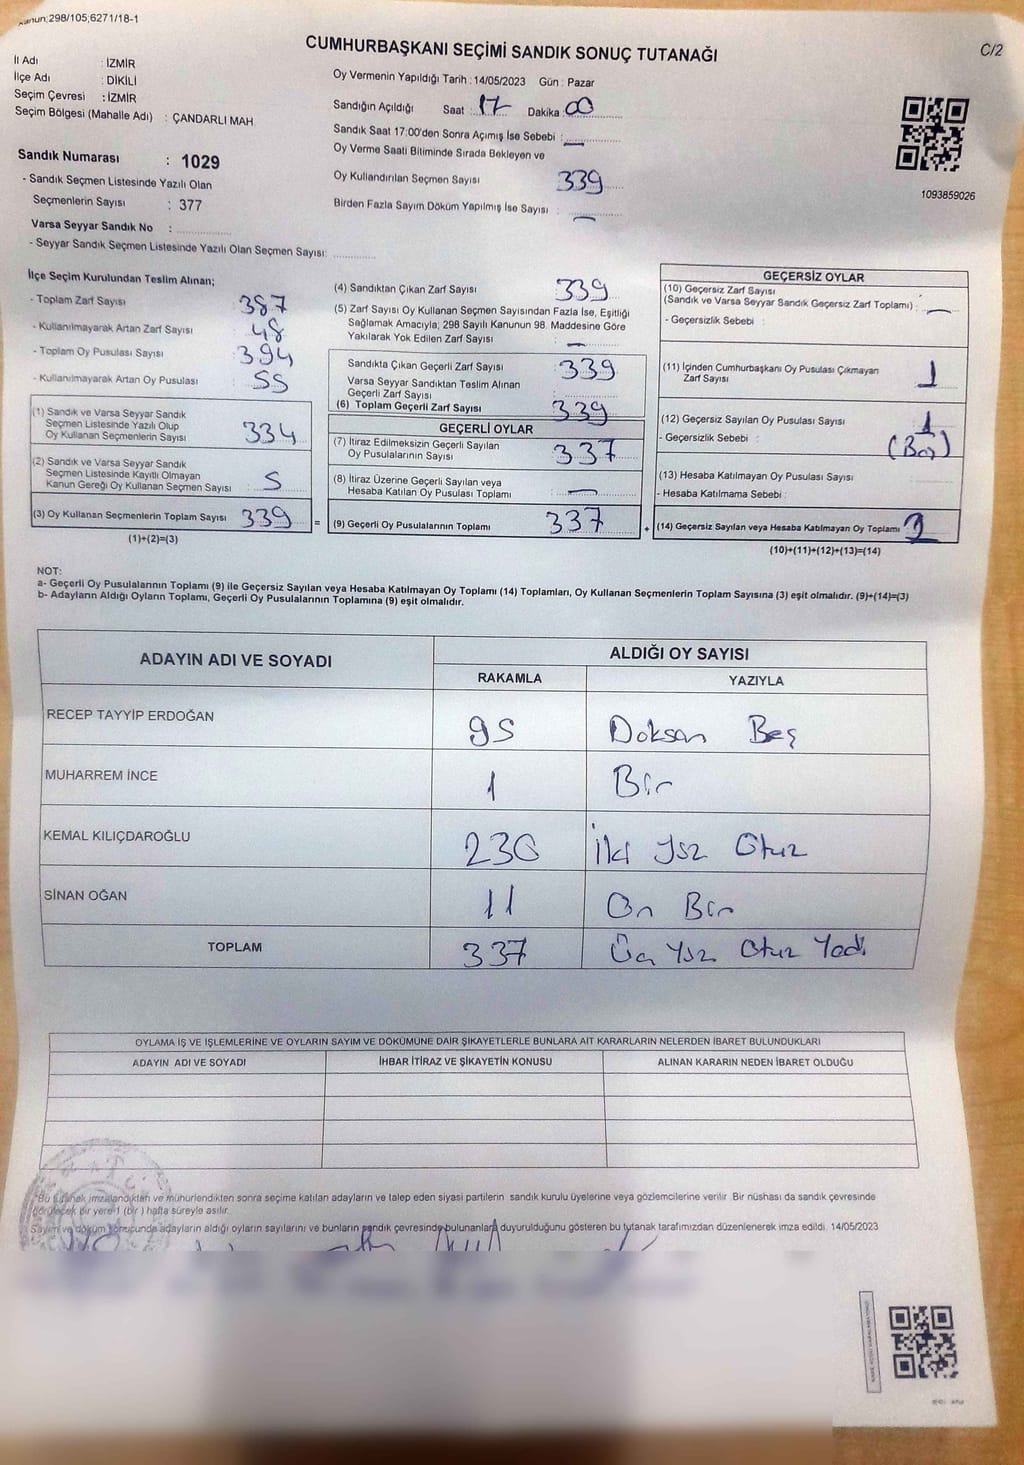 Kanun;298/105,6271/18-1
C/2
CUMHURBAŞKANI SEÇİMİ SANDIK SONUÇ TUTANAĞI
İl Adı : İZMİR
İlçe Adı : DİKİLİ
Seçim Çevresi : İZMİR
Seçim Bölgesi (Mahalle Adı) : ÇANDARLI MAH
Sandık Numarası : 1029
- Sandık Seçmen Listesinde Yazılı Olan
Seçmenlerin Sayısı : 377
Varsa Seyyar Sandık No :
- Seyyar Sandık Seçmen Listesinde Yazılı Olan Seçmen Sayısı:
Oy Vermenin Yapıldığı Tarih : 14/05/2023 Gün : Pazar
Sandığın Açıldığı Saat : 17 Dakika : 00
Sandık Saat 17:00'den Sonra Açımış İse Sebebi : —
Oy Verme Saati Bitiminde Sırada Bekleyen ve
Oy Kullandırılan Seçmen Sayısı 339
Birden Fazla Sayım Döküm Yapılmış İse Sayısı : —
1093859026
İlçe Seçim Kurulundan Teslim Alınan;
- Toplam Zarf Sayısı : 387
- Kullanılmayarak Artan Zarf Sayısı : 48
- Toplam Oy Pusulası Sayısı : 394
- Kullanılmayarak Artan Oy Pusulası : 55
(1) Sandık ve Varsa Seyyar Sandık
Seçmen Listesinde Yazılı Olup
Oy Kullanan Seçmenlerin Sayısı : 334
(2) Sandık ve Varsa Seyyar Sandık
Seçmen Listesinde Kayıtlı Olmayan
Kanun Gereği Oy Kullanan Seçmen Sayısı : 5
(3) Oy Kullanan Seçmenlerin Toplam Sayısı : 339 =
(1)+(2)=(3)
(4) Sandıktan Çıkan Zarf Sayısı : 339
(5) Zarf Sayısı Oy Kullanan Seçmen Sayısından Fazla İse, Eşitliği
Sağlamak Amacıyla; 298 Sayılı Kanunun 98. Maddesine Göre
Yakılarak Yok Edilen Zarf Sayısı : —
Sandıkta Çıkan Geçerli Zarf Sayısı : 339
Varsa Seyyar Sandıktan Teslim Alınan
Geçerli Zarf Sayısı :
(6) Toplam Geçerli Zarf Sayısı : 339
GEÇERLİ OYLAR
(7) İtiraz Edilmeksizin Geçerli Sayılan
Oy Pusulalarının Sayısı : 337
(8) İtiraz Üzerine Geçerli Sayılan veya
Hesaba Katılan Oy Pusulası Toplamı : —
(9) Geçerli Oy Pusulalarının Toplamı : 337 +
GEÇERSİZ OYLAR
(10) Geçersiz Zarf Sayısı
(Sandık ve Varsa Seyyar Sandık Geçersiz Zarf Toplamı) : —
- Geçersizlik Sebebi :
(11) İçinden Cumhurbaşkanı Oy Pusulası Çıkmayan
Zarf Sayısı : 1
(12) Geçersiz Sayılan Oy Pusulası Sayısı : 1
- Geçersizlik Sebebi : (Boş)
(13) Hesaba Katılmayan Oy Pusulası Sayısı :
- Hesaba Katılmama Sebebi :
(14) Geçersiz Sayılan veya Hesaba Katılmayan Oy Toplamı : 2
(10)+(11)+(12)+(13)=(14)
NOT:
a- Geçerli Oy Pusulalarının Toplamı (9) ile Geçersiz Sayılan veya Hesaba Katılmayan Oy Toplamı (14) Toplamları, Oy Kullanan Seçmenlerin Toplam Sayısına (3) eşit olmalıdır. (9)+(14)=(3)
b- Adayların Aldığı Oyların Toplamı, Geçerli Oy Pusulalarının Toplamına (9) eşit olmalıdır.
ADAYIN ADI VE SOYADI ALDIĞI OY SAYISI
RAKAMLA YAZIYLA
RECEP TAYYİP ERDOĞAN 95 Doksan Beş
MUHARREM İNCE 1 Bir
KEMAL KILIÇDAROĞLU 230 İki Yüz Otuz
SİNAN OĞAN 11 On Bir
TOPLAM 337 Üç Yüz Otuz Yedi
OYLAMA İŞ VE İŞLEMLERİNE VE OYLARIN SAYIM VE DÖKÜMÜNE DAİR ŞİKAYETLERLE BUNLARA AİT KARARLARIN NELERDEN İBARET BULUNDUKLARI
ADAYIN ADI VE SOYADI İHBAR İTİRAZ VE ŞİKAYETİN KONUSU ALINAN KARARIN NEDEN İBARET OLDUĞU
Bu tutanak imzalandıktan ve mühürlendikten sonra seçime katılan adayların ve talep eden siyasi partilerin sandık kurulu üyelerine veya gözlemcilerine verilir. Bir nüshası da sandık çevresinde
görülecek bir yere 1 (bir) hafta süreyle asılır.
Sayım ve döküm sonucunda adayların aldığı oyların sayılarını ve bunların sandık çevresinde bulunanlara duyurulduğunu gösteren bu tutanak tarafımızdan düzenlenerek imza edildi. 14/05/2023